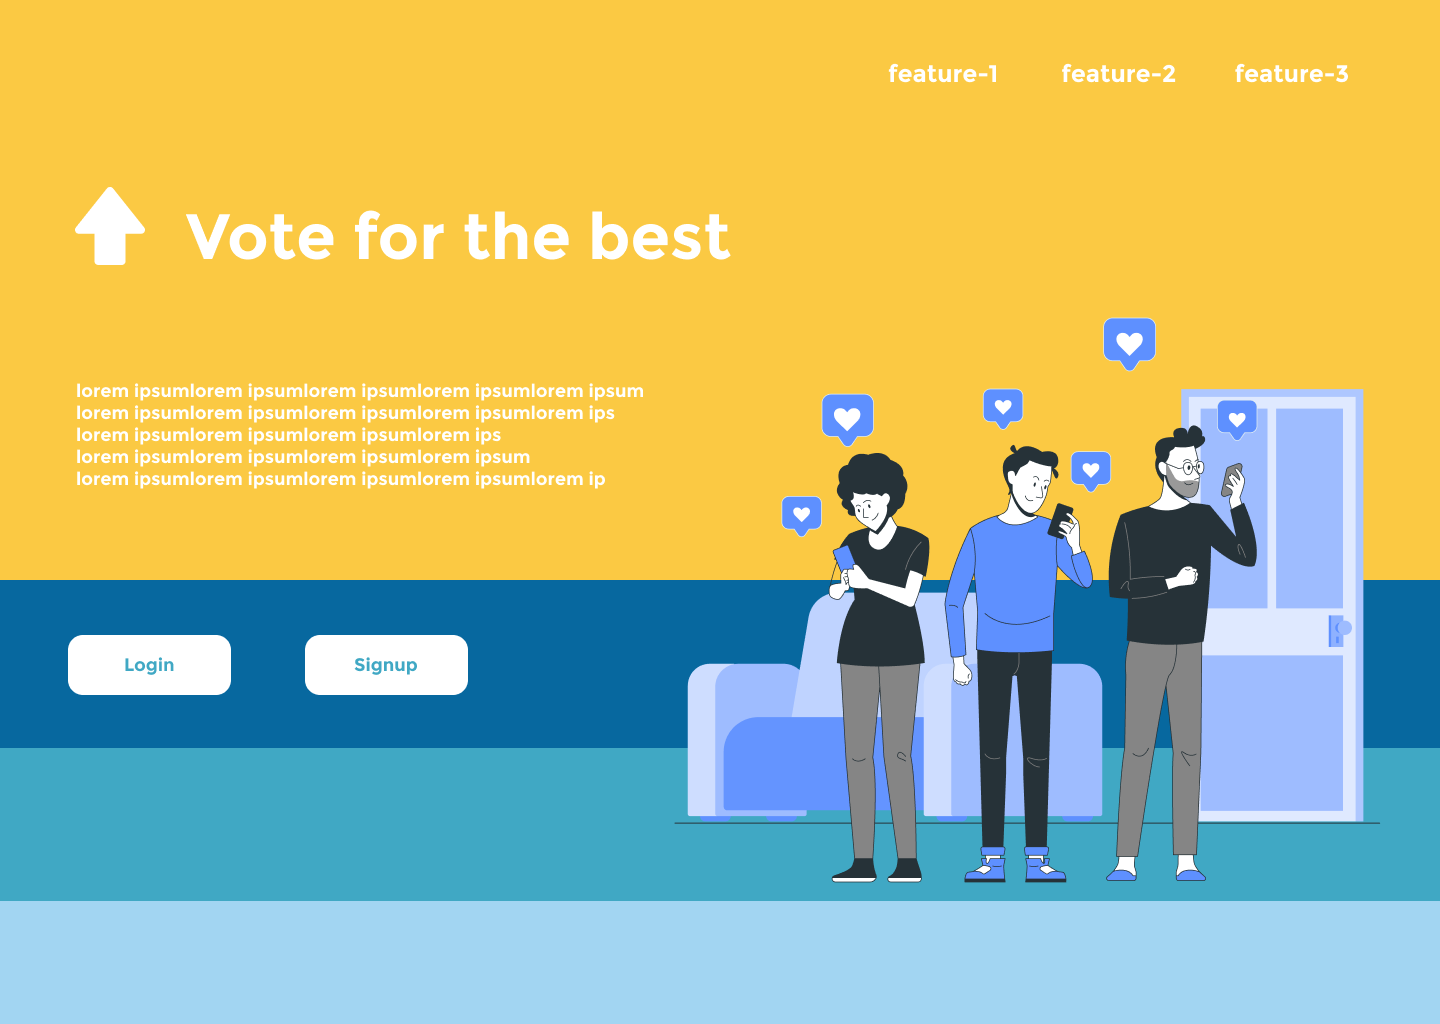 feature-1 feature-2 feature-3
Vote for the best
lorem ipsumlorem ipsumlorem ipsumlorem ipsumlorem ipsum
lorem ipsumlorem ipsumlorem ipsumlorem ipsumlorem ips
lorem ipsumlorem ipsumlorem ipsumlorem ips
lorem ipsumlorem ipsumlorem ipsumlorem ipsum
lorem ipsumlorem ipsumlorem ipsumlorem ipsumlorem ip
Login Signup